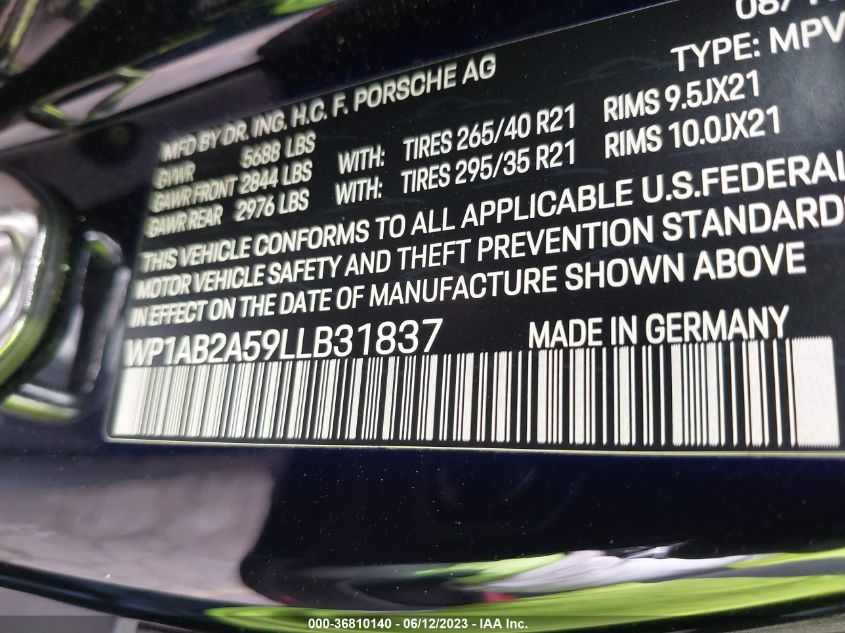 MFD BY DR. ING. H.C. F. PORSCHE AG
TYPE: MPV
GVWR 5688 LBS
GAWR FRONT 2844 LBS WITH: TIRES 265/40 R21 RIMS 9.5JX21
GAWR REAR 2976 LBS WITH: TIRES 295/35 R21 RIMS 10.0JX21
THIS VEHICLE CONFORMS TO ALL APPLICABLE U.S.FEDERAL
MOTOR VEHICLE SAFETY AND THEFT PREVENTION STANDARDS
IN EFFECT ON THE DATE OF MANUFACTURE SHOWN ABOVE
WP1AB2A59LLB31837 MADE IN GERMANY
000-36810140 - 06/12/2023 - IAA Inc.